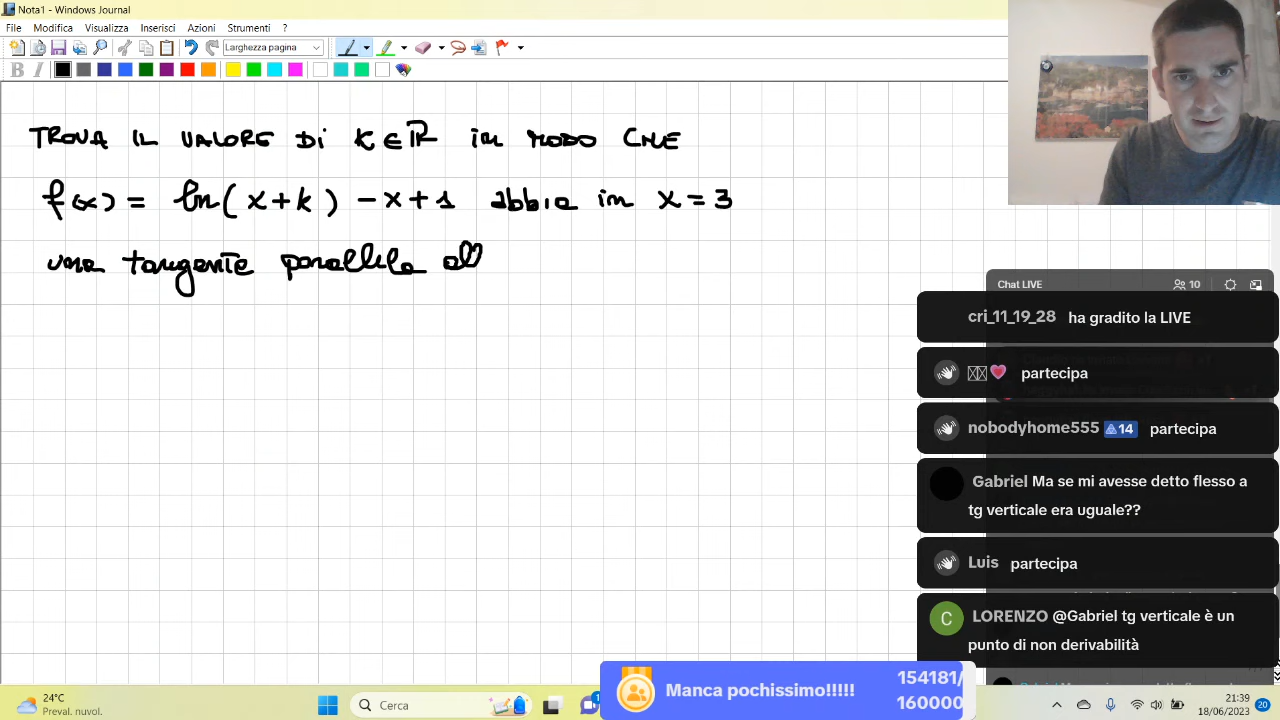 Nota1 - Windows Journal
File Modifica Visualizza Inserisci Azioni Strumenti ?
Larghezza pagina
B I
TROVA IL VALORE DI K ∈ ℝ IN MODO CHE
f(x) = ln(x+k) - x + 1 abbia in x = 3
una tangente parallela all'
Chat LIVE 10
cri_11_19_28 ha gradito la LIVE
partecipa
nobodyhome555 14 partecipa
Gabriel Ma se mi avesse detto flesso a
tg verticale era uguale??
Luis partecipa
C LORENZO @Gabriel tg verticale è un
punto di non derivabilità
Manca pochissimo!!!!! 154181/
160000
24°C
Preval. nuvol.
Cerca
1
21:39
18/06/2023
20